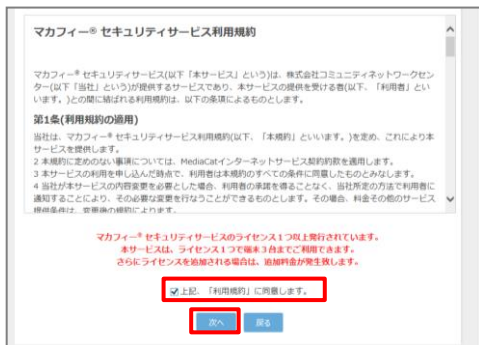 マカフィー® セキュリティサービス利用規約
マカフィー® セキュリティサービス(以下「本サービス」という)は、株式会社コミュニティネットワークセン
ター(以下「当社」という)が提供するサービスであり、本サービスの提供を受ける者(以下、「利用者」とい
います。)との間に結ばれる利用規約は、以下の条項によるものとします。
第1条(利用規約の適用)
当社は、マカフィー® セキュリティサービス利用規約(以下、「本規約」といいます。)を定め、これにより本
サービスを提供します。
2 本規約に定めのない事項については、MediaCatインターネットサービス契約約款を適用します。
3 本サービスの利用を申し込んだ時点で、利用者は本規約のすべての条件に同意したものとみなします。
4 当社が本サービスの内容変更を必要とした場合、利用者の承諾を得ることなく、当社所定の方法で利用者に
通知することにより、その必要な変更を行なうことができるものとします。その場合、料金その他のサービス
提供条件は、変更後の規約によります。
マカフィー® セキュリティサービスのライセンス1つ以上発行されています。
本サービスは、ライセンス1つで端末3台までご利用できます。
さらにライセンスを追加される場合は、追加料金が発生致します。
上記、「利用規約」に同意します。
次へ 戻る